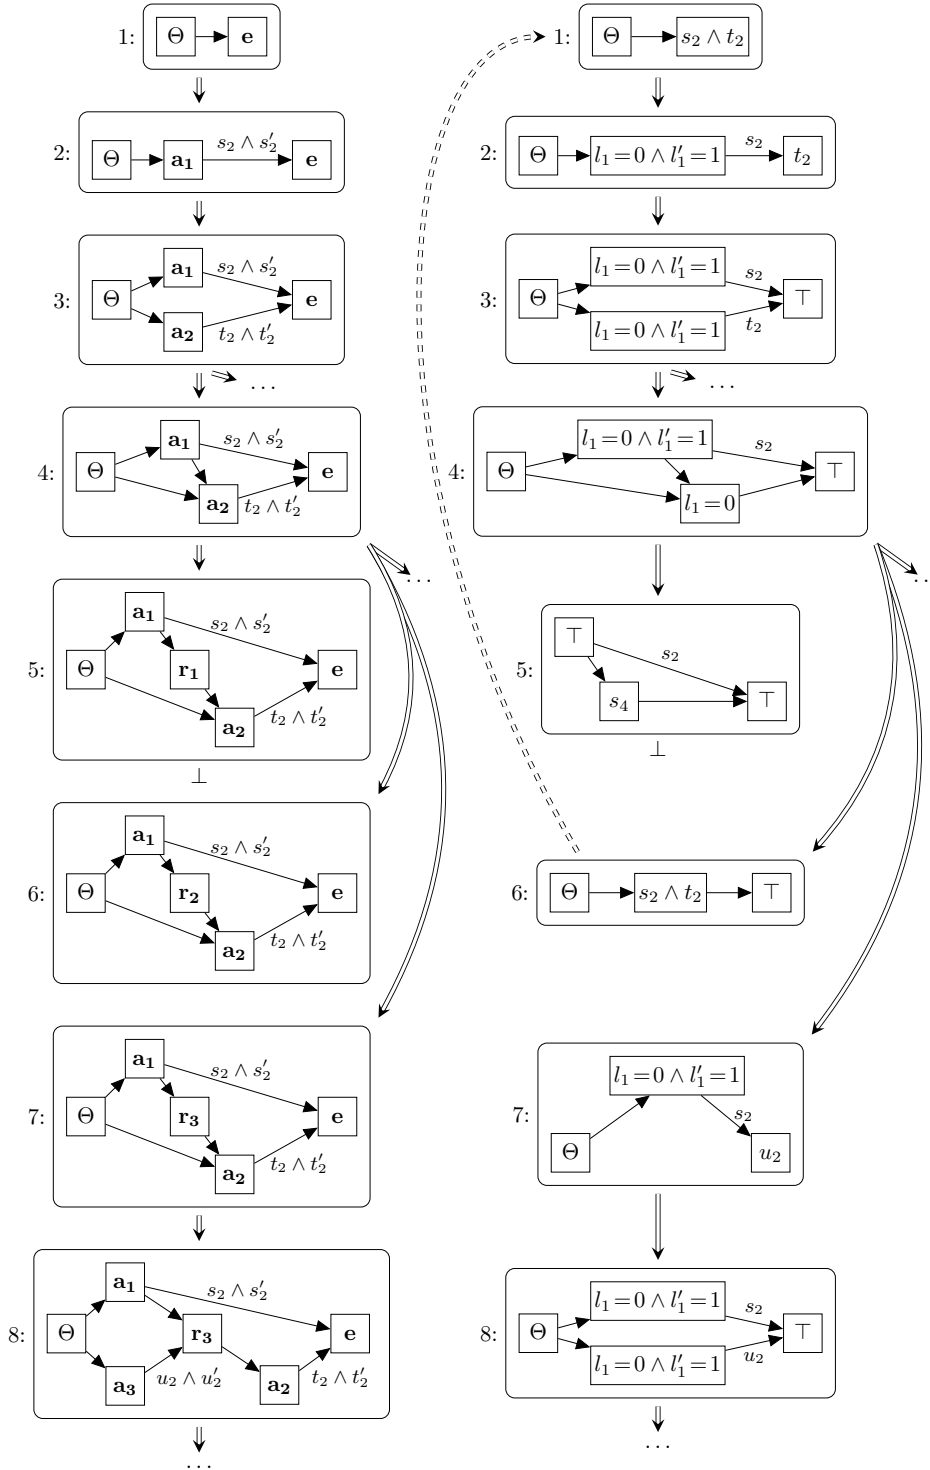 1: Θ e
2: Θ a₁ s₂ ∧ s′₂ e
3: Θ a₁ a₂ s₂ ∧ s′₂ t₂ ∧ t′₂ e
...
4: Θ a₁ a₂ s₂ ∧ s′₂ t₂ ∧ t′₂ e
...
5: Θ a₁ r₁ a₂ s₂ ∧ s′₂ t₂ ∧ t′₂ e
⊥
6: Θ a₁ r₂ a₂ s₂ ∧ s′₂ t₂ ∧ t′₂ e
7: Θ a₁ r₃ a₂ s₂ ∧ s′₂ t₂ ∧ t′₂ e
8: Θ a₁ a₃ r₃ a₂ s₂ ∧ s′₂ u₂ ∧ u′₂ t₂ ∧ t′₂ e
...
1: Θ s₂ ∧ t₂
2: Θ l₁=0 ∧ l′₁=1 s₂ t₂
3: Θ l₁=0 ∧ l′₁=1 l₁=0 ∧ l′₁=1 s₂ t₂ ⊤
...
4: Θ l₁=0 ∧ l′₁=1 l₁=0 s₂ ⊤
..
5: ⊤ s₄ s₂ ⊤
⊥
6: Θ s₂ ∧ t₂ ⊤
7: Θ l₁=0 ∧ l′₁=1 s₂ u₂
8: Θ l₁=0 ∧ l′₁=1 l₁=0 ∧ l′₁=1 s₂ u₂ ⊤
...